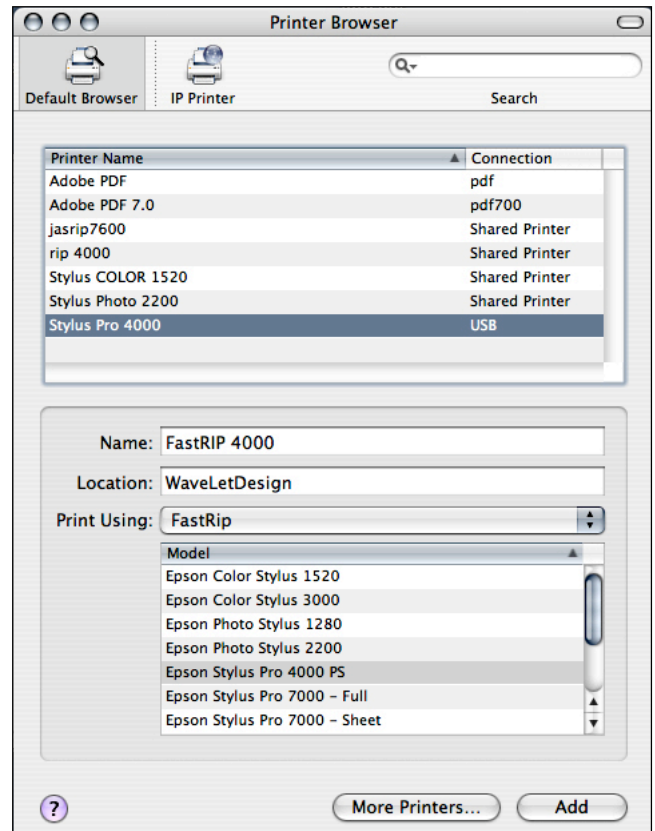 Printer Browser
Default Browser
IP Printer
Search
Printer Name Connection
Adobe PDF pdf
Adobe PDF 7.0 pdf700
jasrip7600 Shared Printer
rip 4000 Shared Printer
Stylus COLOR 1520 Shared Printer
Stylus Photo 2200 Shared Printer
Stylus Pro 4000 USB
Name: FastRIP 4000
Location: WaveLetDesign
Print Using: FastRip
Model
Epson Color Stylus 1520
Epson Color Stylus 3000
Epson Photo Stylus 1280
Epson Photo Stylus 2200
Epson Stylus Pro 4000 PS
Epson Stylus Pro 7000 – Full
Epson Stylus Pro 7000 – Sheet
? More Printers... Add